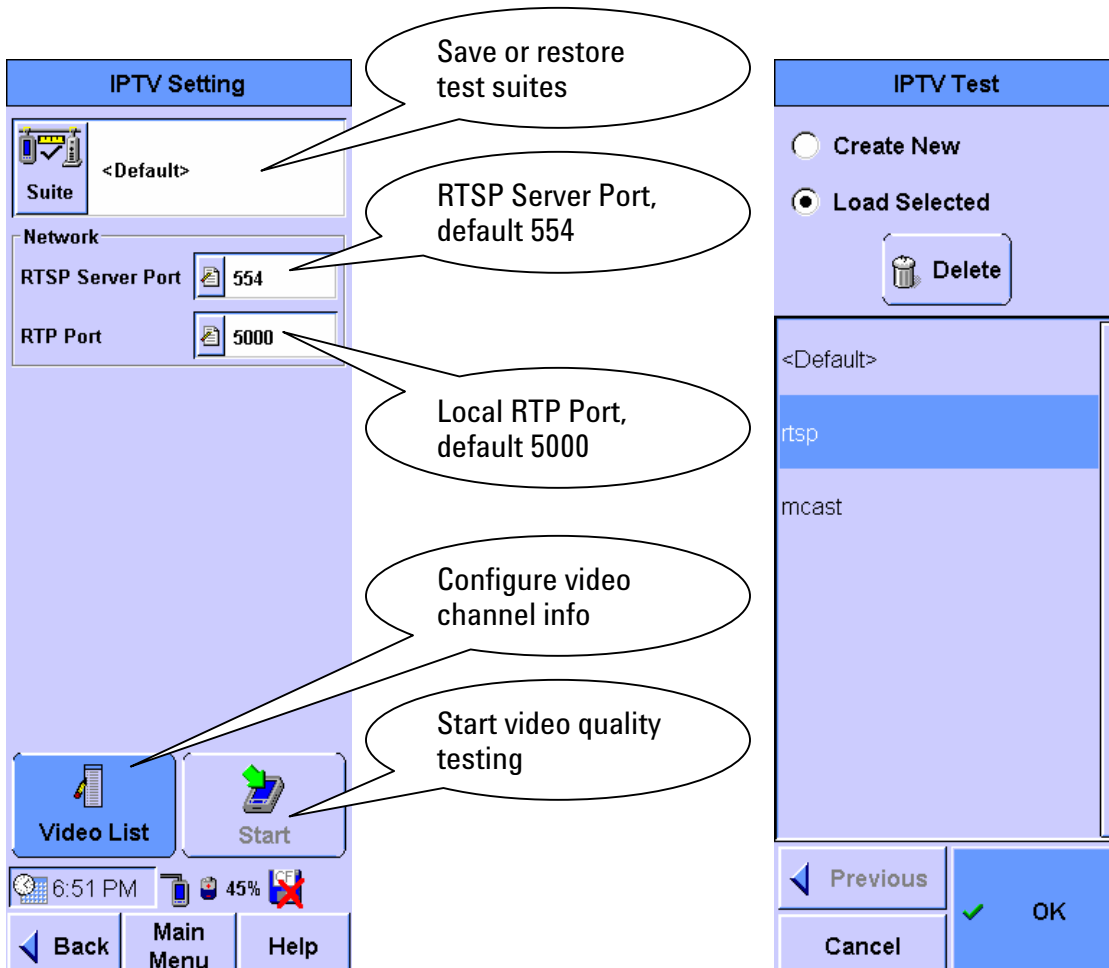 IPTV Setting
Suite
<Default>
Network
RTSP Server Port
554
RTP Port
5000
Video List
Start
6:51 PM
45%
CF
Back
Main
Menu
Help
Save or restore
test suites
RTSP Server Port,
default 554
Local RTP Port,
default 5000
Configure video
channel info
Start video quality
testing
IPTV Test
Create New
Load Selected
Delete
<Default>
rtsp
mcast
Previous
Cancel
OK